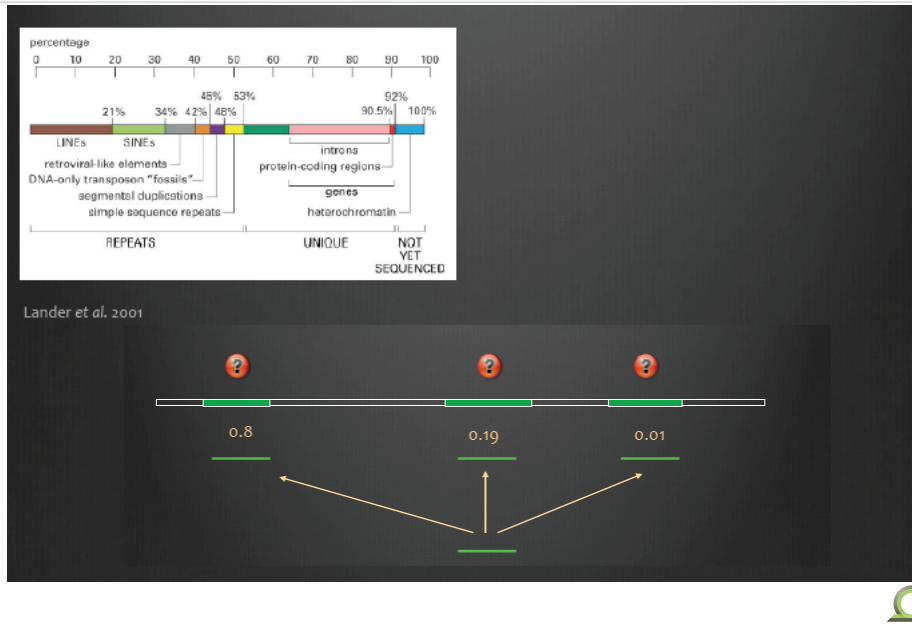 percentage
0 10 20 30 40 50 60 70 80 90 100
45% 53% 92%
21% 34% 42% 48% 90.5% 100%
LINEs SINEs
introns
retroviral-like elements
protein-coding regions
DNA-only transposon "fossils"
segmental duplications
genes
simple sequence repeats
heterochromatin
REPEATS UNIQUE NOT
YET
SEQUENCED
Lander et al. 2001
? ? ?
0.8 0.19 0.01